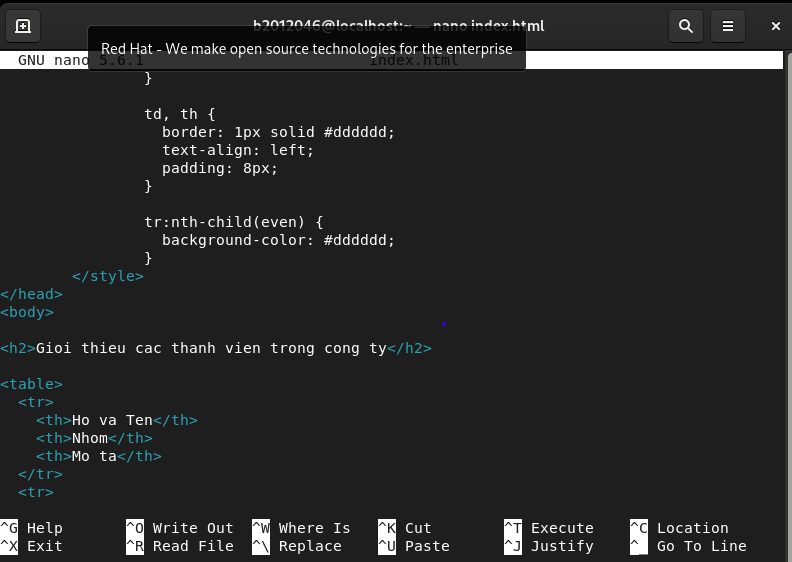 b2012046@localhost:~ — nano index.html
Red Hat - We make open source technologies for the enterprise
GNU nano 5.6.1 index.html
}
td, th {
border: 1px solid #dddddd;
text-align: left;
padding: 8px;
}
tr:nth-child(even) {
background-color: #dddddd;
}
</style>
</head>
<body>
<h2>Gioi thieu cac thanh vien trong cong ty</h2>
<table>
<tr>
<th>Ho va Ten</th>
<th>Nhom</th>
<th>Mo ta</th>
</tr>
<tr>
^G Help ^O Write Out ^W Where Is ^K Cut ^T Execute ^C Location
^X Exit ^R Read File ^\ Replace ^U Paste ^J Justify ^_ Go To Line